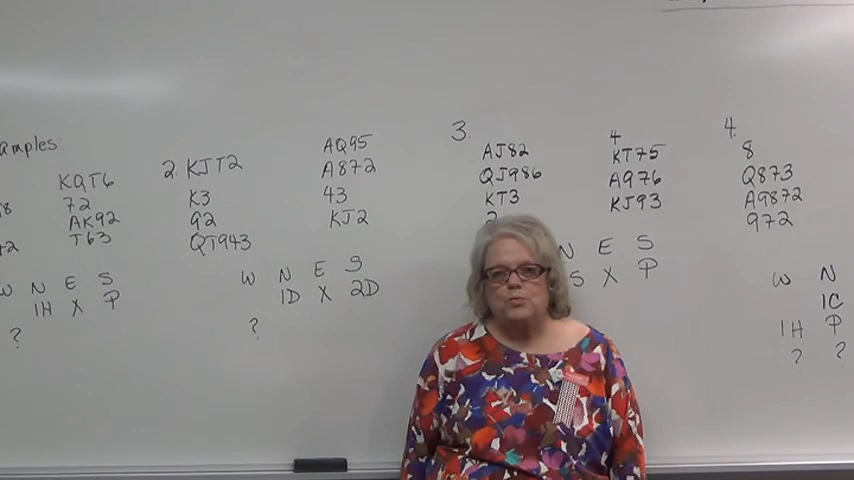 amples:
KQT6
72
AK92
T63
W N E S
1H X P
?
2. KJT2
K3
92
QT943
AQ95
A872
43
KJ2
W N E S
1D X 2D
?
3.
AJ82
QJ986
KT3
2
4
KT75
A976
KJ93
N E S
S X P
4.
8
Q873
A9872
972
W N
1C
1H P
? ?